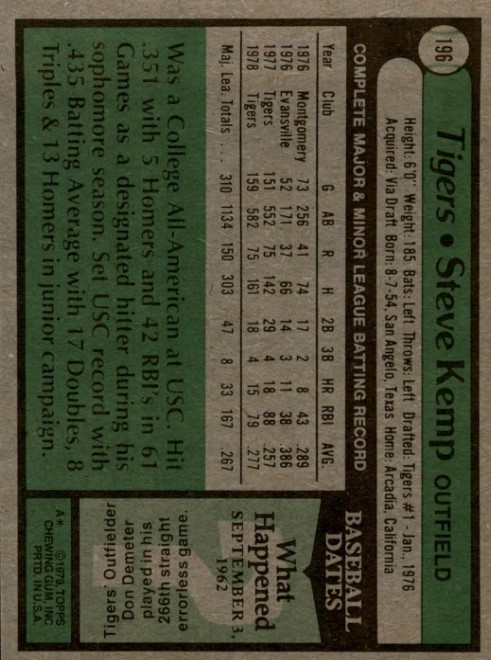 196
Tigers • Steve Kemp OUTFIELD
Height: 6'0" Weight: 185 Bats: Left Throws: Left Drafted: Tigers #1 - Jan., 1976
Acquired: Via Draft Born: 8-7-54, San Angelo, Texas Home: Arcadia, California
COMPLETE MAJOR & MINOR LEAGUE BATTING RECORD
Year Club G AB R H 2B 3B HR RBI AVG.
1976 Montgomery 73 256 41 74 17 2 8 43 .289
1976 Evansville 52 171 37 66 14 3 11 38 .386
1977 Tigers 151 552 75 142 29 4 18 88 .257
1978 Tigers 159 582 75 161 18 4 15 79 .277
Maj. Lea. Totals . . . 310 1134 150 303 47 8 33 167 .267
Was a College All-American at USC. Hit
.351 with 5 Homers and 42 RBI's in 61
Games as a designated hitter during his
sophomore season. Set USC record with
.435 Batting Average with 17 Doubles, 8
Triples & 13 Homers in junior campaign.
BASEBALL
DATES
What
Happened
SEPTEMBER 3,
1962
Tigers Outfielder
Don Demeter
played in his
266th straight
errorless game.
A* ©1979 TOPPS
CHEWING GUM, INC
PRTD. IN U.S.A.